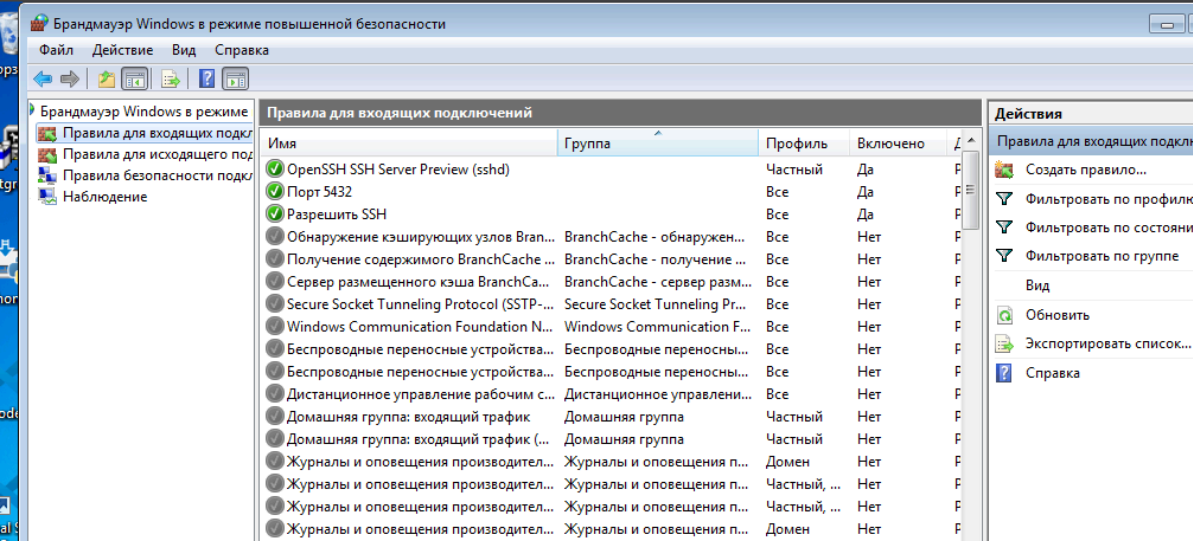 Брандмауэр Windows в режиме повышенной безопасности
Файл Действие Вид Справка
Брандмауэр Windows в режиме
Правила для входящих подкл
Правила для исходящего под
Правила безопасности подкл
Наблюдение
Правила для входящих подключений
Имя Группа Профиль Включено
OpenSSH SSH Server Preview (sshd) Частный Да
Порт 5432 Все Да
Разрешить SSH Все Да
Обнаружение кэширующих узлов Bran... BranchCache - обнаружен... Все Нет
Получение содержимого BranchCache ... BranchCache - получение ... Все Нет
Сервер размещенного кэша BranchCa... BranchCache - сервер разм... Все Нет
Secure Socket Tunneling Protocol (SSTP-... Secure Socket Tunneling Pr... Все Нет
Windows Communication Foundation N... Windows Communication F... Все Нет
Беспроводные переносные устройства... Беспроводные переносны... Все Нет
Беспроводные переносные устройства... Беспроводные переносны... Все Нет
Дистанционное управление рабочим с... Дистанционное управлени... Все Нет
Домашняя группа: входящий трафик Домашняя группа Частный Нет
Домашняя группа: входящий трафик (... Домашняя группа Частный Нет
Журналы и оповещения производител... Журналы и оповещения п... Домен Нет
Журналы и оповещения производител... Журналы и оповещения п... Частный, ... Нет
Журналы и оповещения производител... Журналы и оповещения п... Частный, ... Нет
Журналы и оповещения производител... Журналы и оповещения п... Домен Нет
Действия
Правила для входящих подкл
Создать правило...
Фильтровать по профилю
Фильтровать по состояни
Фильтровать по группе
Вид
Обновить
Экспортировать список...
Справка